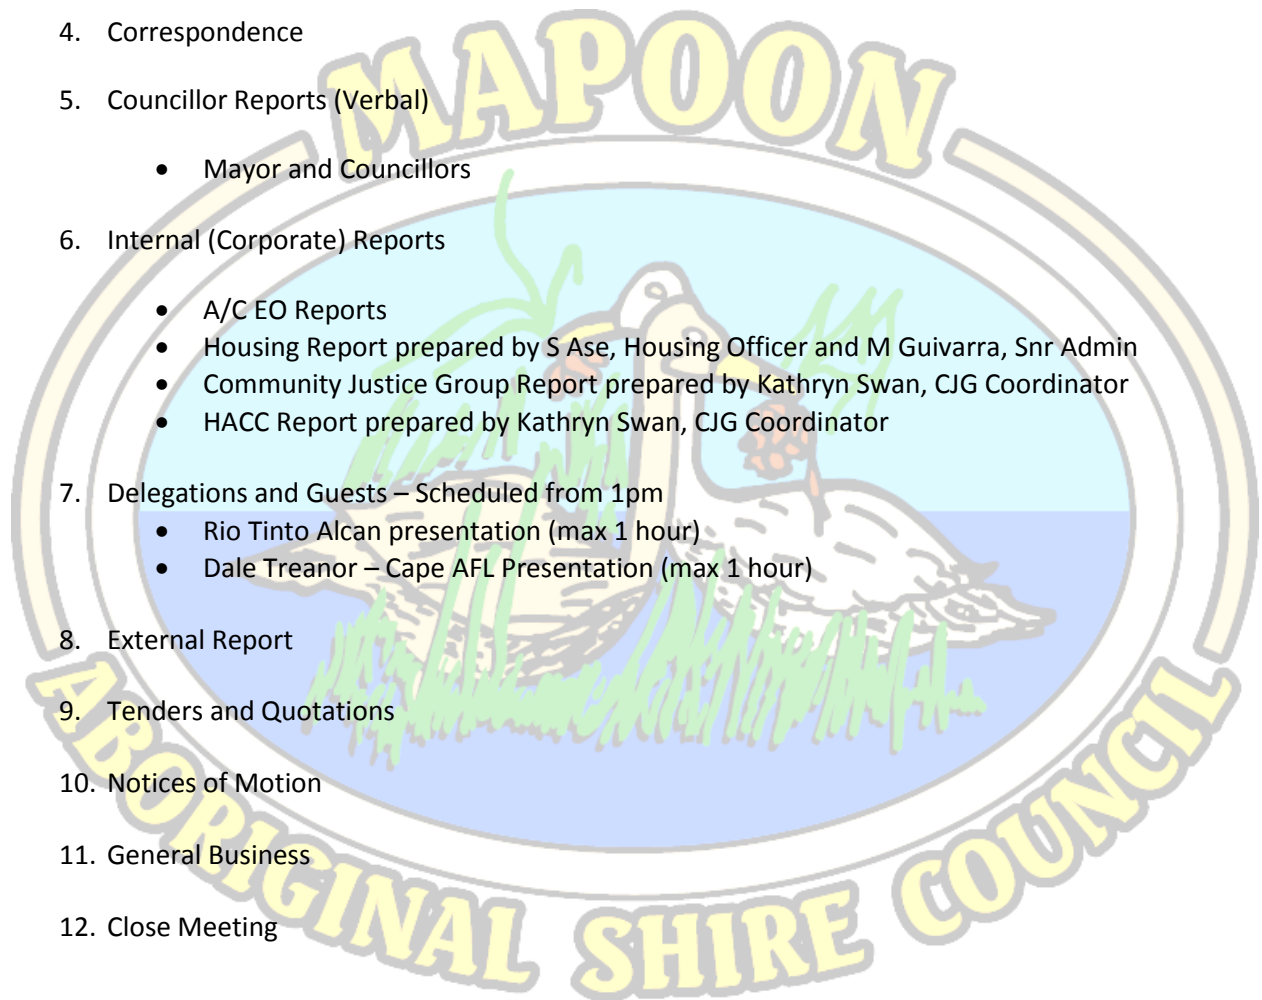 MAPOON
4. Correspondence
5. Councillor Reports (Verbal)
• Mayor and Councillors
6. Internal (Corporate) Reports
• A/C EO Reports
• Housing Report prepared by S Ase, Housing Officer and M Guivarra, Snr Admin
• Community Justice Group Report prepared by Kathryn Swan, CJG Coordinator
• HACC Report prepared by Kathryn Swan, CJG Coordinator
7. Delegations and Guests – Scheduled from 1pm
• Rio Tinto Alcan presentation (max 1 hour)
• Dale Treanor – Cape AFL Presentation (max 1 hour)
8. External Report
9. Tenders and Quotations
10. Notices of Motion
11. General Business
12. Close Meeting
ABORIGINAL SHIRE COUNCIL